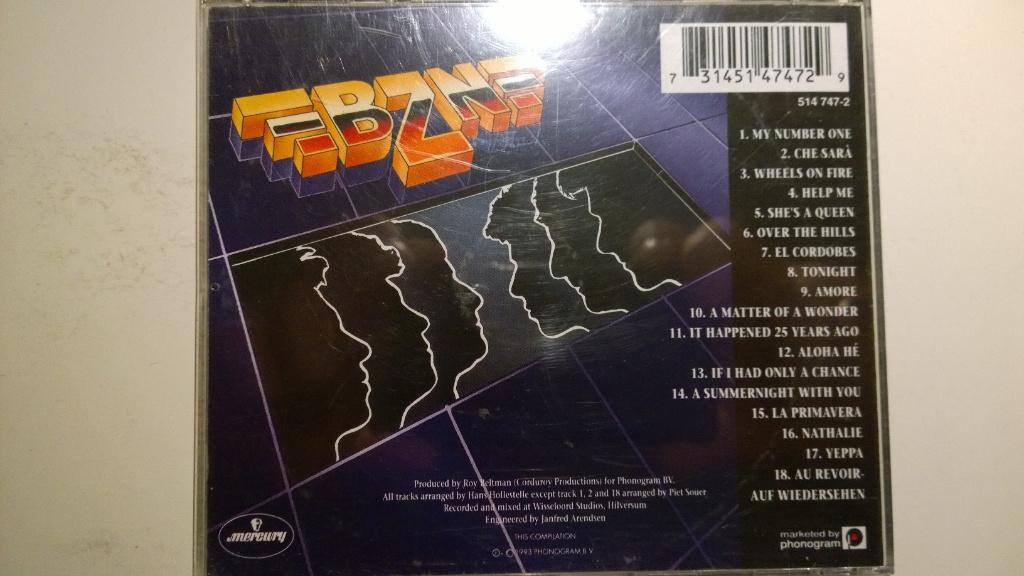 BZN
7 31451 47472 9
514 747-2
1. MY NUMBER ONE
2. CHE SARÀ
3. WHEELS ON FIRE
4. HELP ME
5. SHE'S A QUEEN
6. OVER THE HILLS
7. EL CORDOBES
8. TONIGHT
9. AMORE
10. A MATTER OF A WONDER
11. IT HAPPENED 25 YEARS AGO
12. ALOHA HÉ
13. IF I HAD ONLY A CHANCE
14. A SUMMERNIGHT WITH YOU
15. LA PRIMAVERA
16. NATHALIE
17. YEPPA
18. AU REVOIR-
AUF WIEDERSEHEN
Produced by Roy Beltman (Corduroy Productions) for Phonogram BV.
All tracks arranged by Hans Hollestelle except track 1, 2 and 18 arranged by Piet Souer
Recorded and mixed at Wisseloord Studios, Hilversum
Engineered by Janfred Arendsen
THIS COMPILATION
℗-© 1993 PHONOGRAM B.V.
mercury
marketed by
phonogram